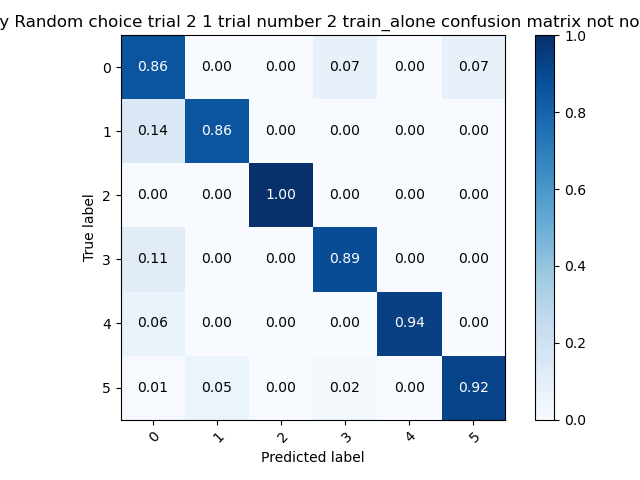 y Random choice trial 2 1 trial number 2 train_alone confusion matrix not no
True label
0 0.86 0.00 0.00 0.07 0.00 0.07
1 0.14 0.86 0.00 0.00 0.00 0.00
2 0.00 0.00 1.00 0.00 0.00 0.00
3 0.11 0.00 0.00 0.89 0.00 0.00
4 0.06 0.00 0.00 0.00 0.94 0.00
5 0.01 0.05 0.00 0.02 0.00 0.92
0 1 2 3 4 5
Predicted label
1.0
0.8
0.6
0.4
0.2
0.0